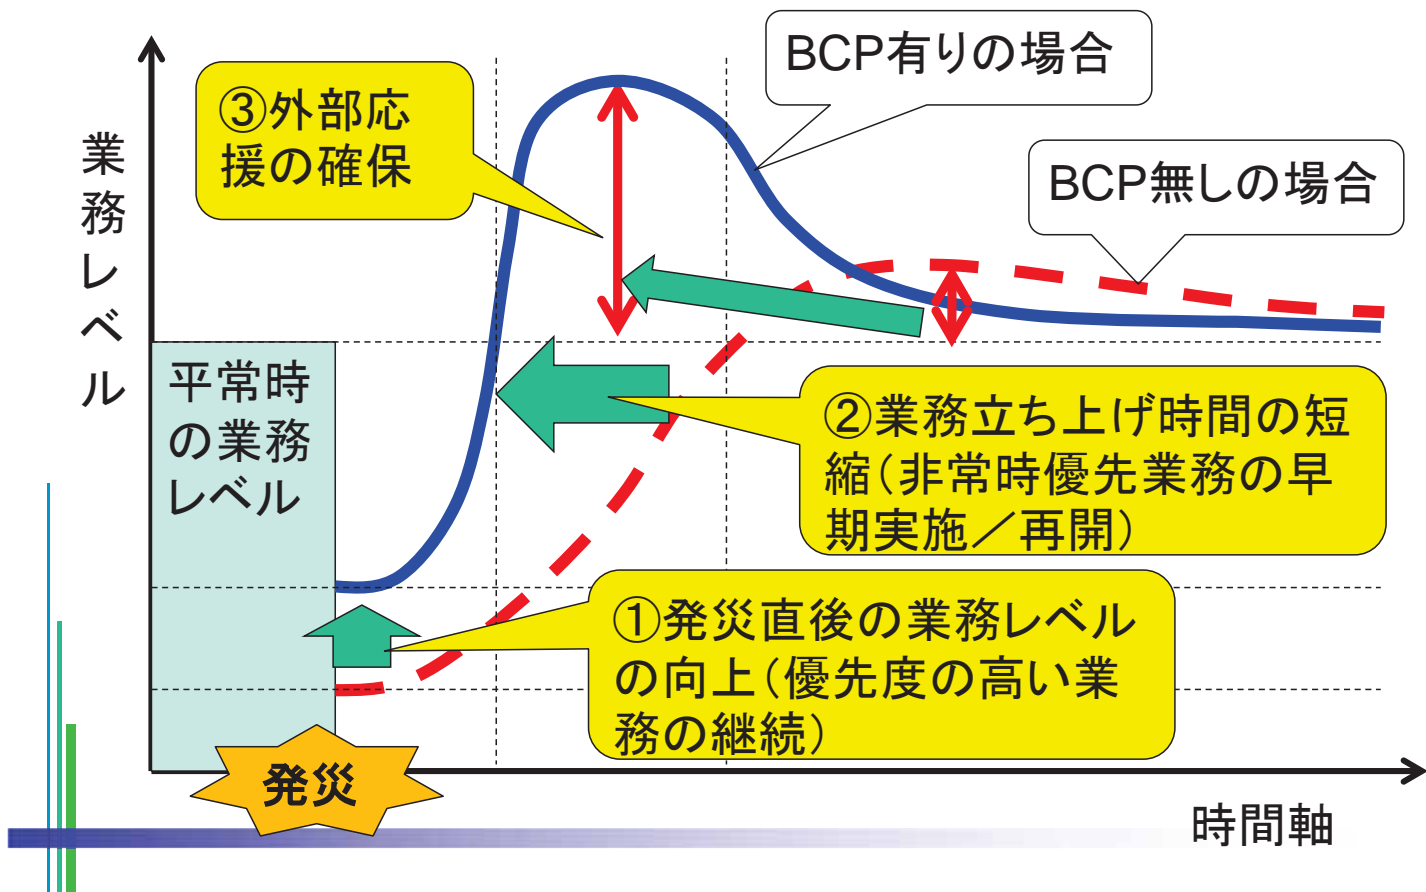 BCP有りの場合
③外部応
援の確保
BCP無しの場合
業務レベル
平常時
の業務
レベル
②業務立ち上げ時間の短
縮(非常時優先業務の早
期実施／再開)
①発災直後の業務レベル
の向上(優先度の高い業
務の継続)
発災
時間軸